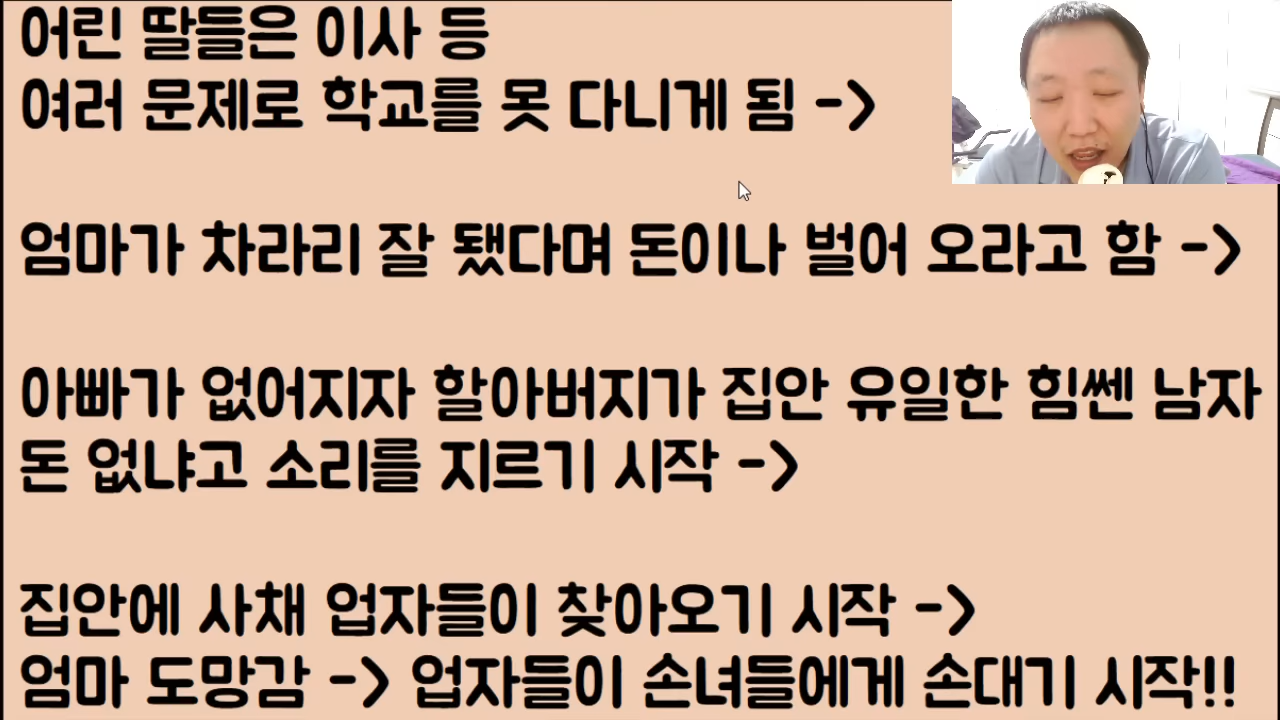 어린 딸들은 이사 등
여러 문제로 학교를 못 다니게 됨 ->
엄마가 차라리 잘 됐다며 돈이나 벌어 오라고 함 ->
아빠가 없어지자 할아버지가 집안 유일한 힘쎈 남자
돈 없냐고 소리를 지르기 시작 ->
집안에 사채 업자들이 찾아오기 시작 ->
엄마 도망감 -> 업자들이 손녀들에게 손대기 시작!!